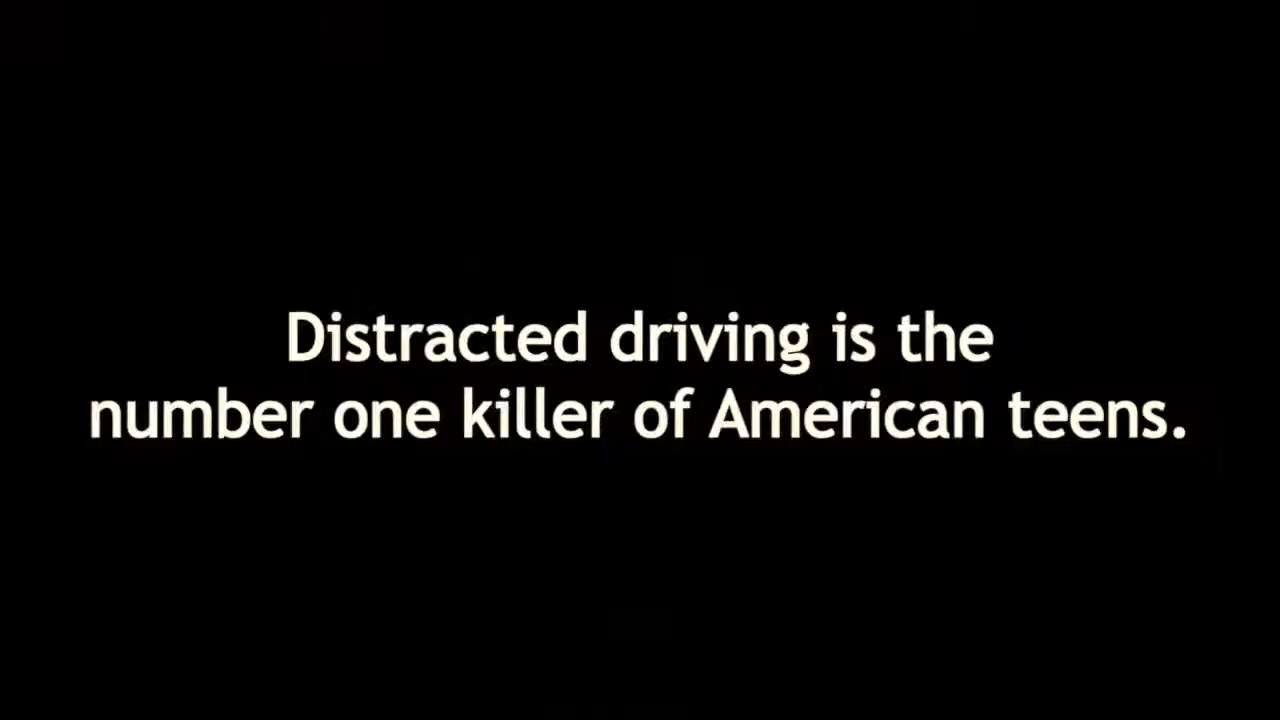 Distracted driving is the
number one killer of American teens.